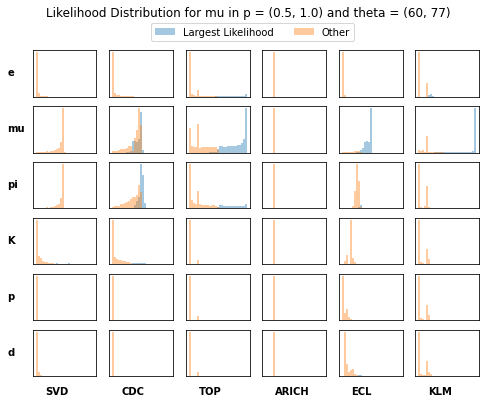 Likelihood Distribution for mu in p = (0.5, 1.0) and theta = (60, 77)
Largest Likelihood Other
e
mu
pi
K
p
d
SVD CDC TOP ARICH ECL KLM